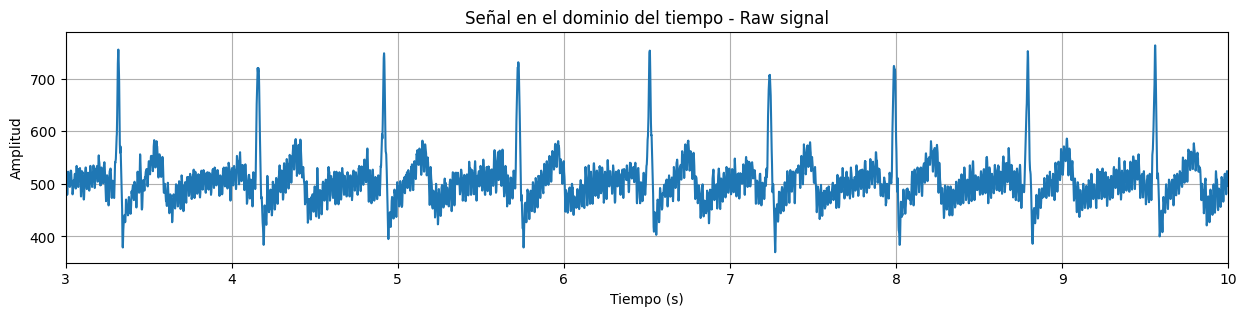 Señal en el dominio del tiempo - Raw signal
Amplitud
700
600
500
400
3 4 5 6 7 8 9 10
Tiempo (s)